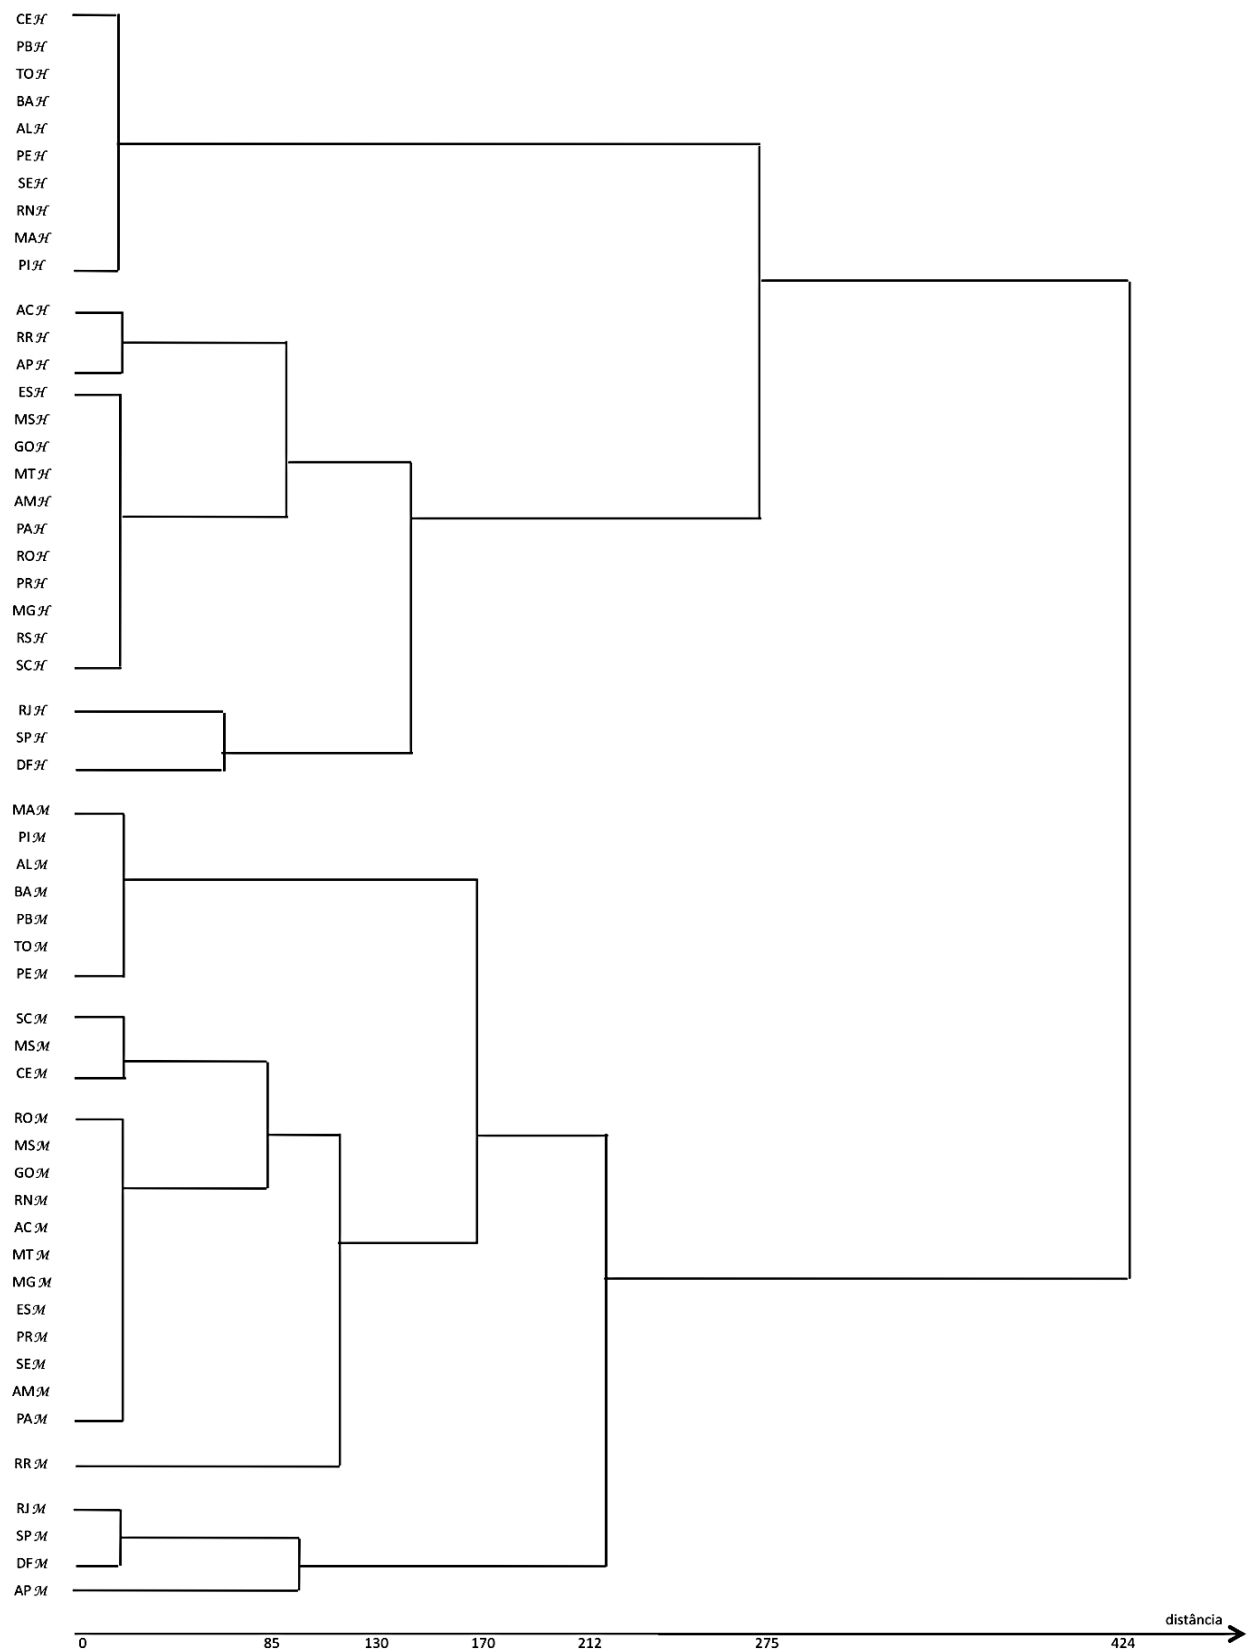 CEℋ
PBℋ
TOℋ
BAℋ
ALℋ
PEℋ
SEℋ
RNℋ
MAℋ
PIℋ
ACℋ
RRℋ
APℋ
ESℋ
MSℋ
GOℋ
MTℋ
AMℋ
PAℋ
ROℋ
PRℋ
MGℋ
RSℋ
SCℋ
RJℋ
SPℋ
DFℋ
MAℳ
PIℳ
ALℳ
BAℳ
PBℳ
TOℳ
PEℳ
SCℳ
MSℳ
CEℳ
ROℳ
MSℳ
GOℳ
RNℳ
ACℳ
MTℳ
MGℳ
ESℳ
PRℳ
SEℳ
AMℳ
PAℳ
RRℳ
RJℳ
SPℳ
DFℳ
APℳ
distância
0 85 130 170 212 275 424